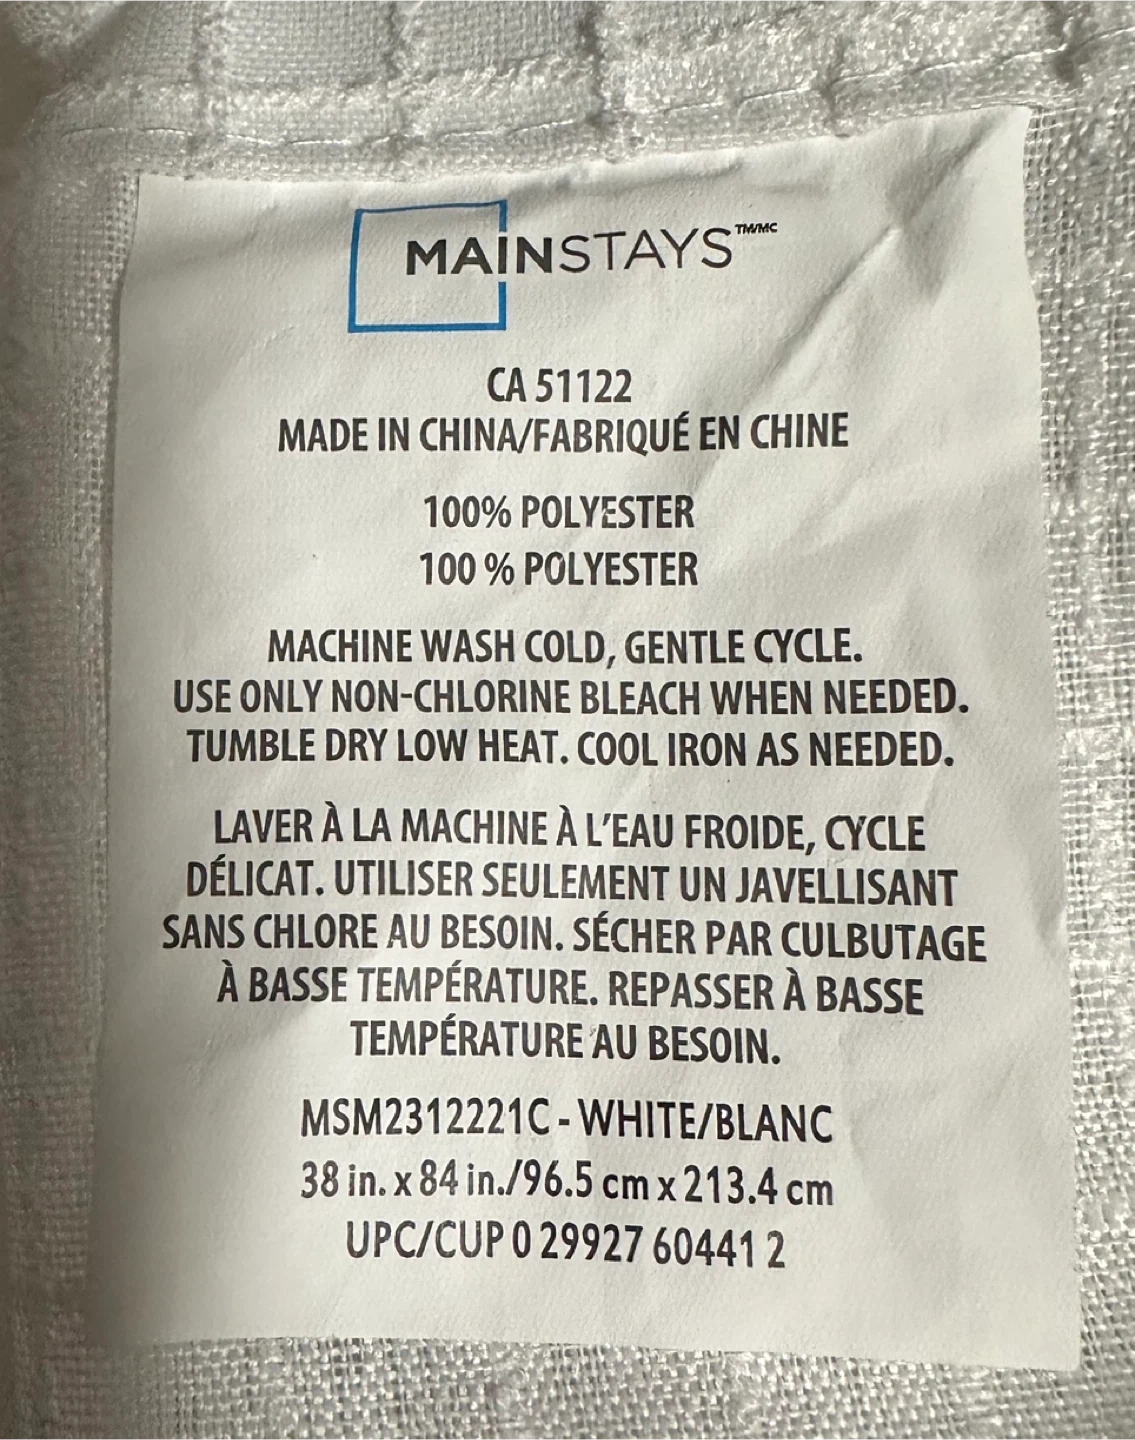 MAINSTAYS™/MC
CA 51122
MADE IN CHINA/FABRIQUÉ EN CHINE
100% POLYESTER
100 % POLYESTER
MACHINE WASH COLD, GENTLE CYCLE.
USE ONLY NON-CHLORINE BLEACH WHEN NEEDED.
TUMBLE DRY LOW HEAT. COOL IRON AS NEEDED.
LAVER À LA MACHINE À L’EAU FROIDE, CYCLE
DÉLICAT. UTILISER SEULEMENT UN JAVELLISANT
SANS CHLORE AU BESOIN. SÉCHER PAR CULBUTAGE
À BASSE TEMPÉRATURE. REPASSER À BASSE
TEMPÉRATURE AU BESOIN.
MSM2312221C - WHITE/BLANC
38 in. x 84 in./96.5 cm x 213.4 cm
UPC/CUP 0 29927 60441 2